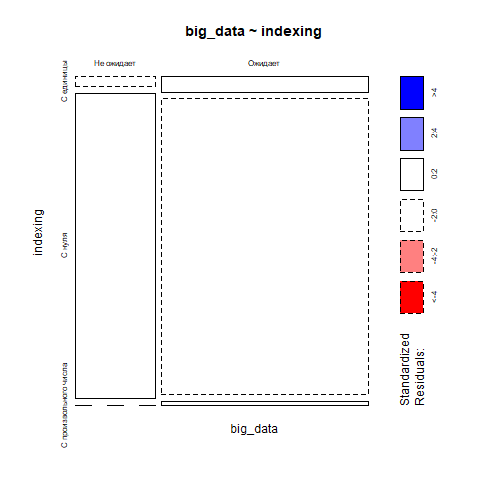 big_data ~ indexing
Не ожидает
Ожидает
С единицы
С нуля
С произвольного числа
indexing
big_data
>4
2:4
0:2
-2:0
-4:-2
<-4
Standardized
Residuals: